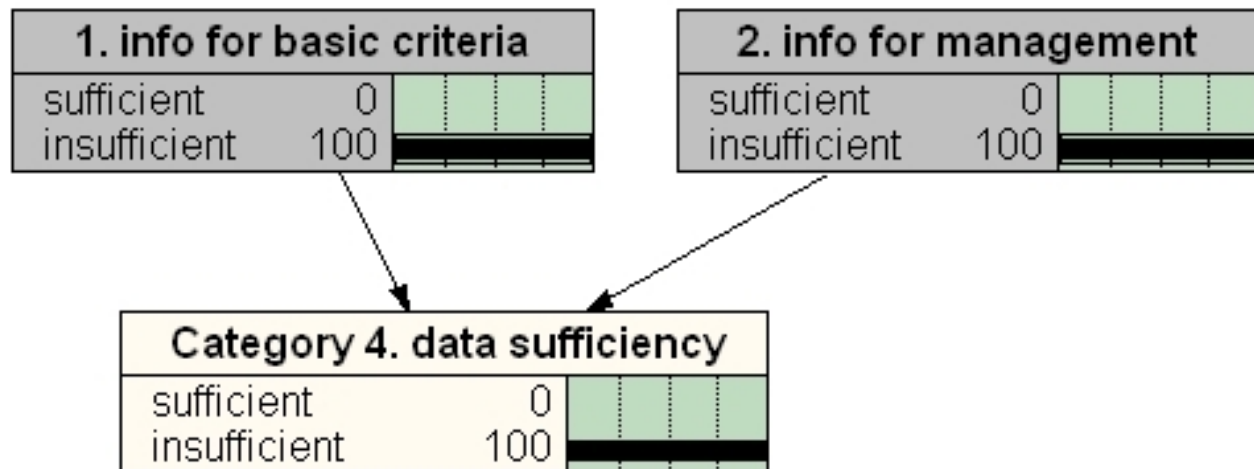 1. info for basic criteria
sufficient 0
insufficient 100
2. info for management
sufficient 0
insufficient 100
Category 4. data sufficiency
sufficient 0
insufficient 100